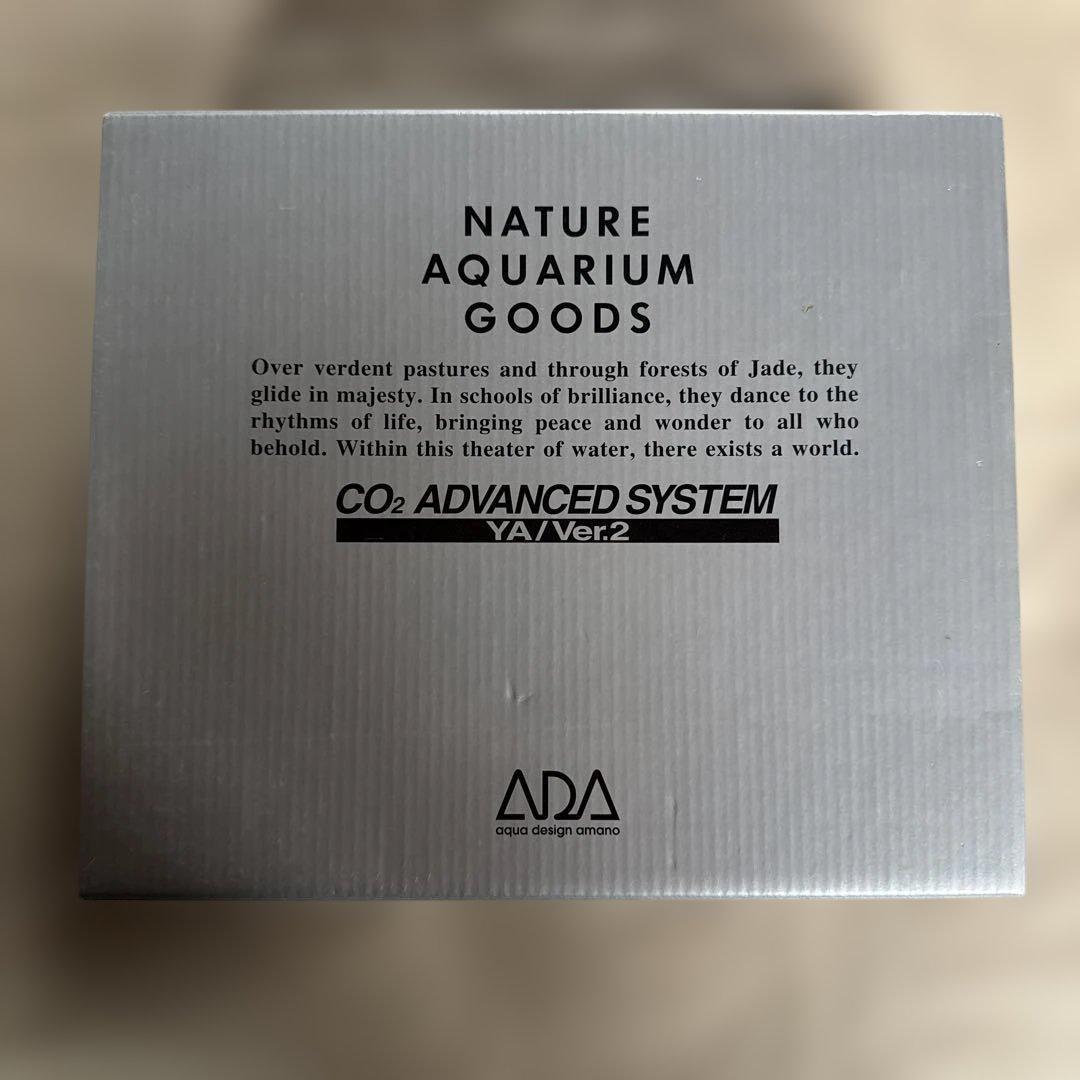 NATURE
AQUARIUM
GOODS
Over verdent pastures and through forests of Jade, they
glide in majesty. In schools of brilliance, they dance to the
rhythms of life, bringing peace and wonder to all who
behold. Within this theater of water, there exists a world.
CO₂ ADVANCED SYSTEM
YA/Ver.2
ADA
aqua design amano